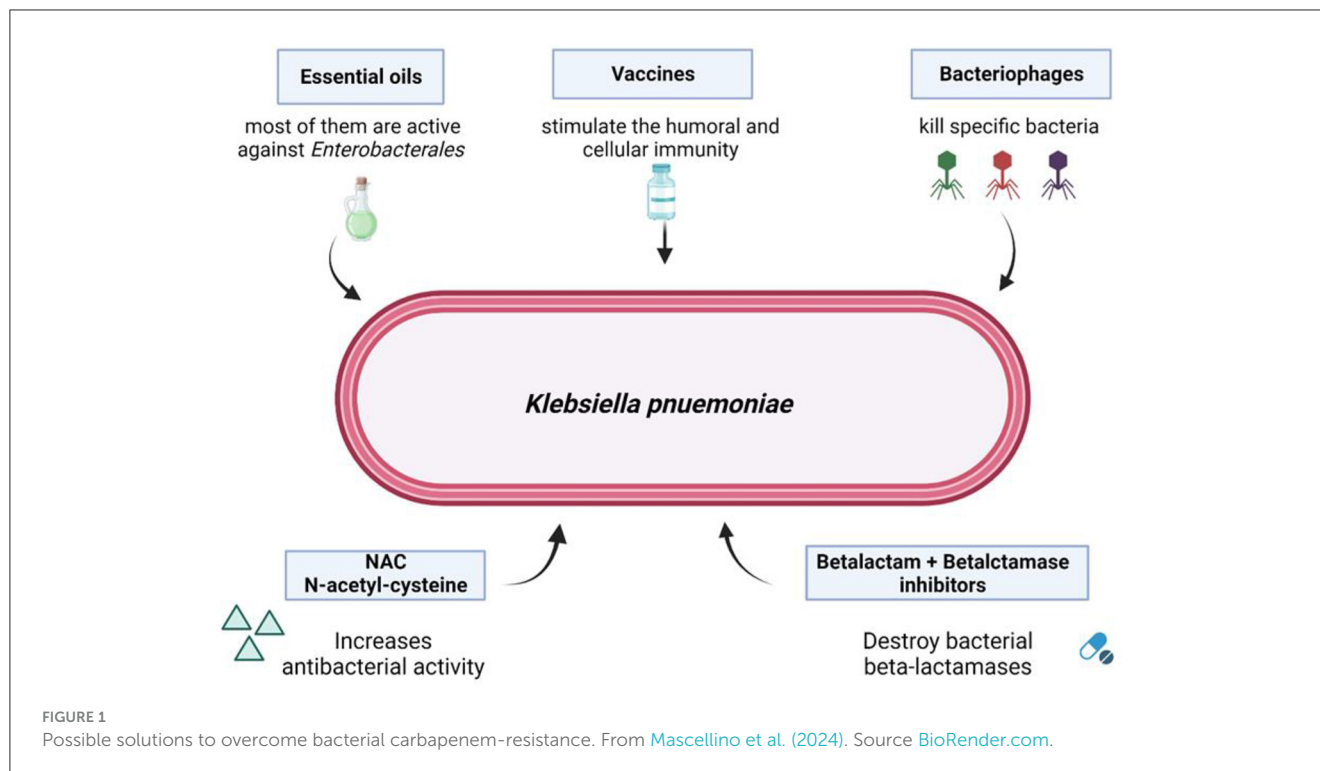 Essential oils
most of them are active
against Enterobacterales
Vaccines
stimulate the humoral and
cellular immunity
Bacteriophages
kill specific bacteria
Klebsiella pnuemoniae
NAC
N-acetyl-cysteine
Increases
antibacterial activity
Betalactam + Betalctamase
inhibitors
Destroy bacterial
beta-lactamases
FIGURE 1
Possible solutions to overcome bacterial carbapenem-resistance. From Mascellino et al. (2024). Source BioRender.com.